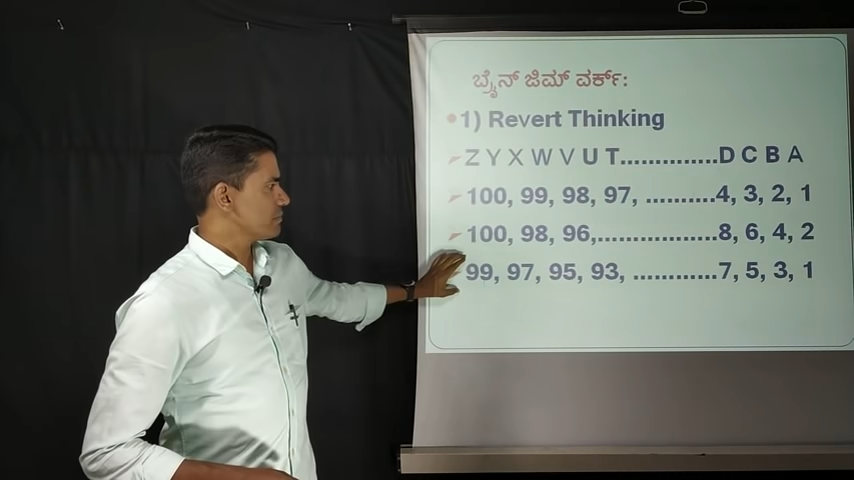 ಬ್ರೈನ್ ಜಿಮ್ ವರ್ಕ್:
1) Revert Thinking
Z Y X W V U T...............D C B A
100, 99, 98, 97, ..........4, 3, 2, 1
100, 98, 96,..................8, 6, 4, 2
99, 97, 95, 93, ............7, 5, 3, 1